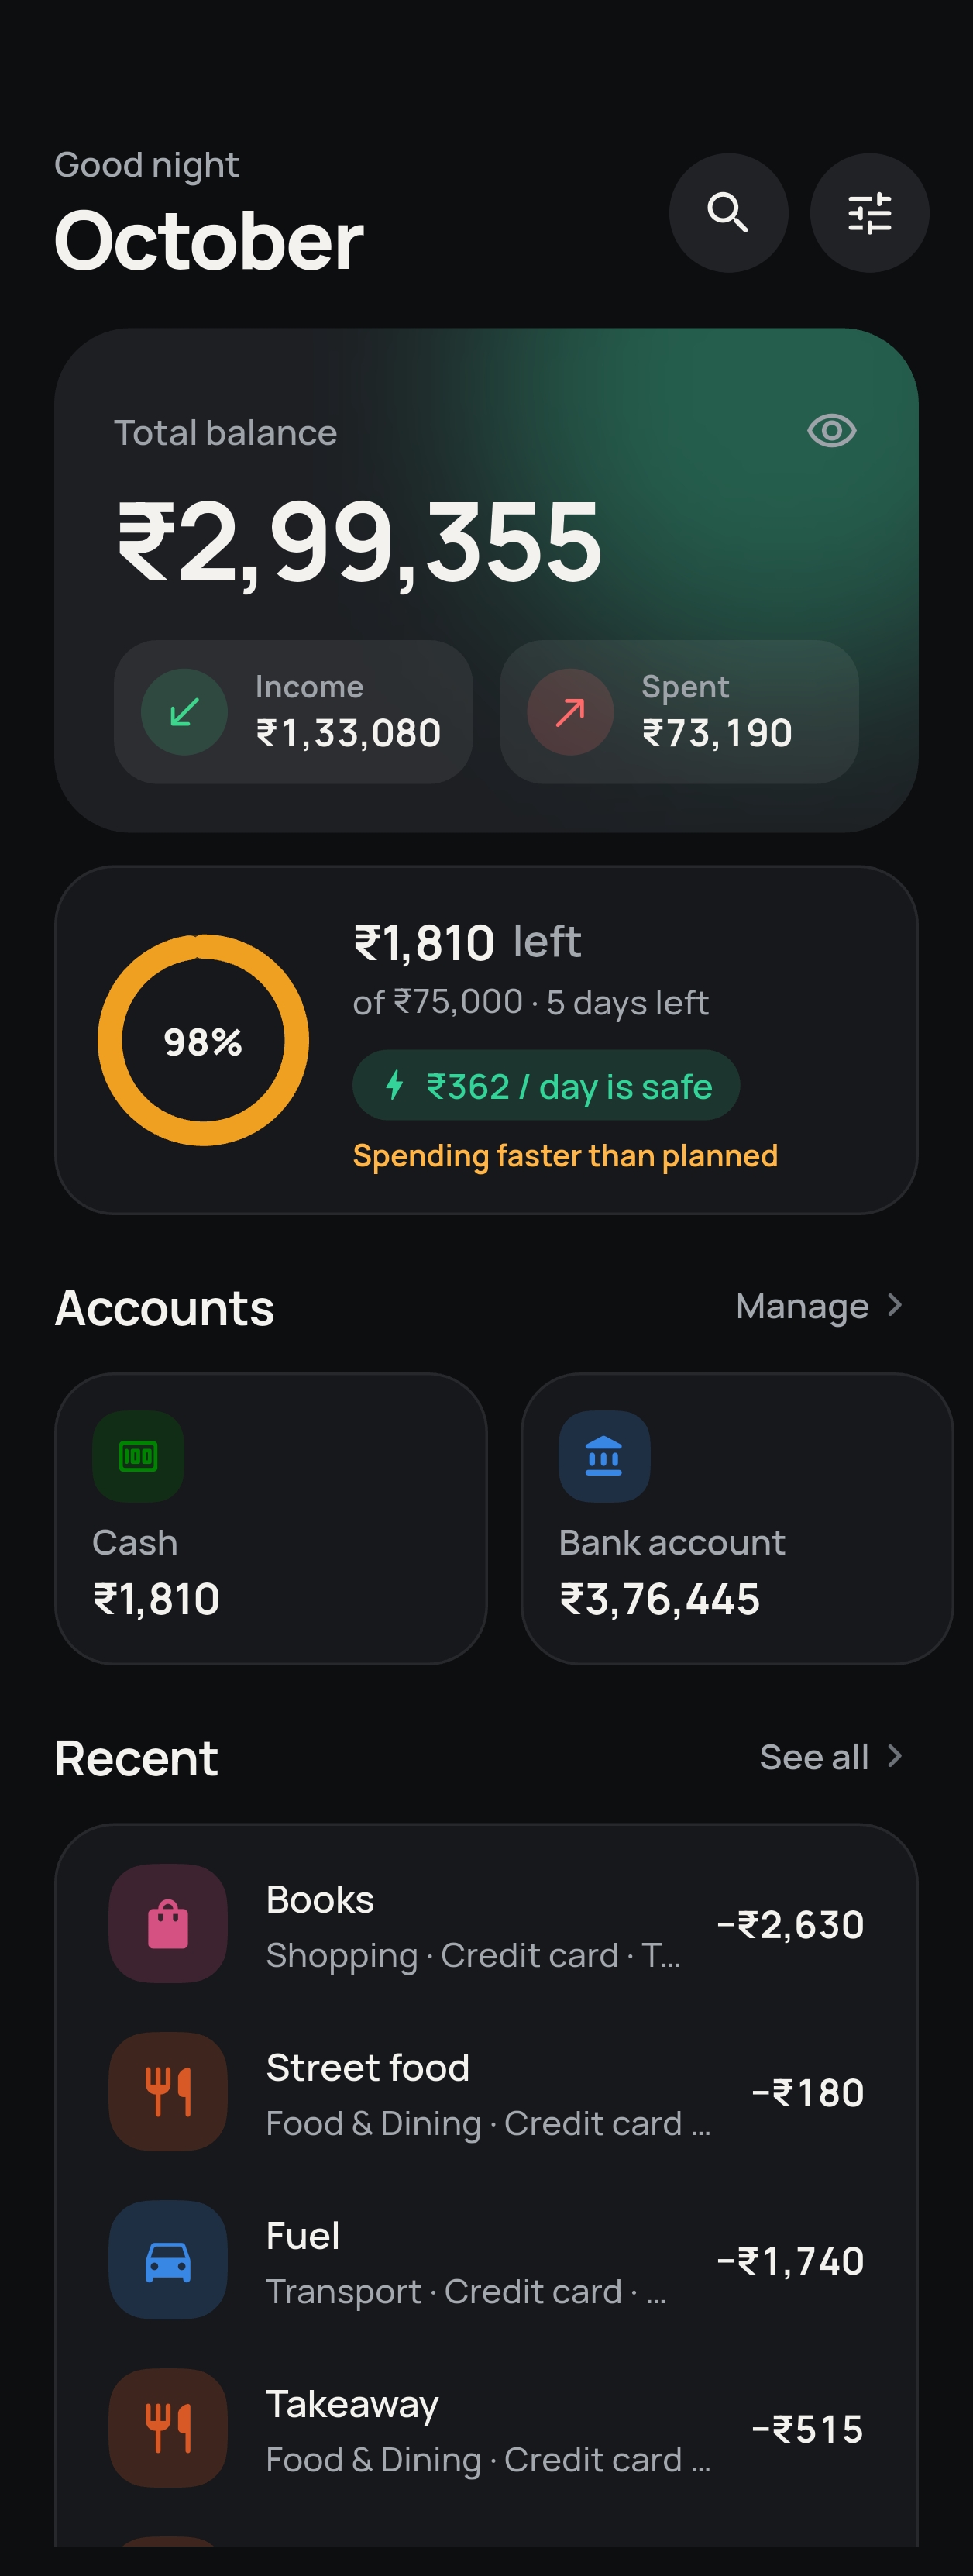 Good night
October
Total balance
₹2,99,355
Income
₹1,33,080
Spent
₹73,190
98%
₹1,810 left
of ₹75,000 · 5 days left
₹362 / day is safe
Spending faster than planned
Accounts
Manage
Cash
₹1,810
Bank account
₹3,76,445
Recent
See all
Books
Shopping · Credit card · T...
−₹2,630
Street food
Food & Dining · Credit card ...
−₹180
Fuel
Transport · Credit card · ...
−₹1,740
Takeaway
Food & Dining · Credit card ...
−₹515